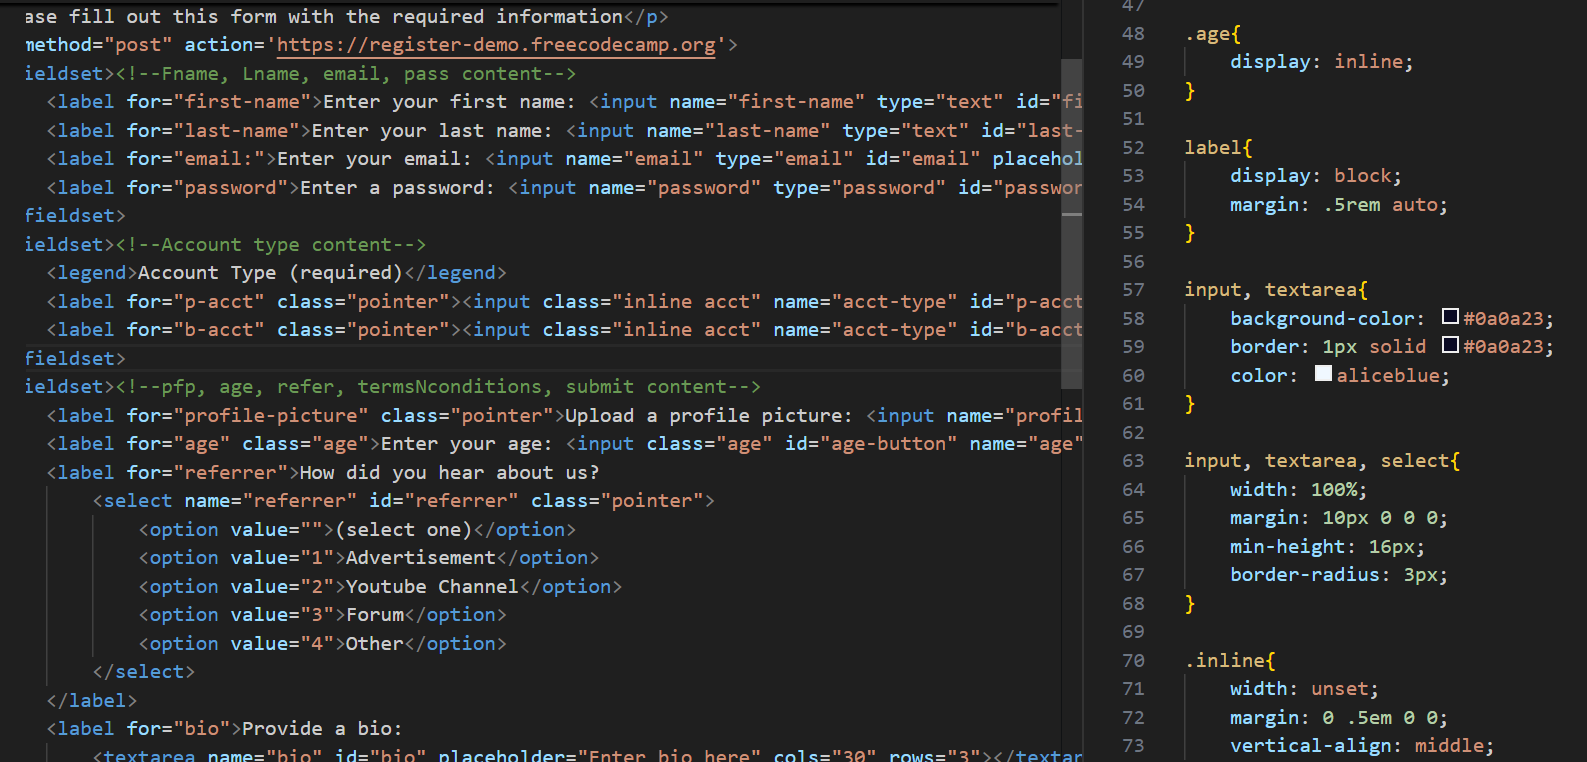 ase fill out this form with the required information</p>
method="post" action='https://register-demo.freecodecamp.org'>
ieldset><!--Fname, Lname, email, pass content-->
<label for="first-name">Enter your first name: <input name="first-name" type="text" id="fi
<label for="last-name">Enter your last name: <input name="last-name" type="text" id="last-
<label for="email:">Enter your email: <input name="email" type="email" id="email" placehol
<label for="password">Enter a password: <input name="password" type="password" id="passwor
fieldset>
ieldset><!--Account type content-->
<legend>Account Type (required)</legend>
<label for="p-acct" class="pointer"><input class="inline acct" name="acct-type" id="p-acct
<label for="b-acct" class="pointer"><input class="inline acct" name="acct-type" id="b-acct
fieldset>
ieldset><!--pfp, age, refer, termsNconditions, submit content-->
<label for="profile-picture" class="pointer">Upload a profile picture: <input name="profil
<label for="age" class="age">Enter your age: <input class="age" id="age-button" name="age"
<label for="referrer">How did you hear about us?
<select name="referrer" id="referrer" class="pointer">
<option value="">(select one)</option>
<option value="1">Advertisement</option>
<option value="2">Youtube Channel</option>
<option value="3">Forum</option>
<option value="4">Other</option>
</select>
</label>
<label for="bio">Provide a bio:
<textarea name="bio" id="bio" placeholder="Enter bio here" cols="30" rows="3"></textar
47
48 .age{
49 display: inline;
50 }
51
52 label{
53 display: block;
54 margin: .5rem auto;
55 }
56
57 input, textarea{
58 background-color: #0a0a23;
59 border: 1px solid #0a0a23;
60 color: aliceblue;
61 }
62
63 input, textarea, select{
64 width: 100%;
65 margin: 10px 0 0 0;
66 min-height: 16px;
67 border-radius: 3px;
68 }
69
70 .inline{
71 width: unset;
72 margin: 0 .5em 0 0;
73 vertical-align: middle;